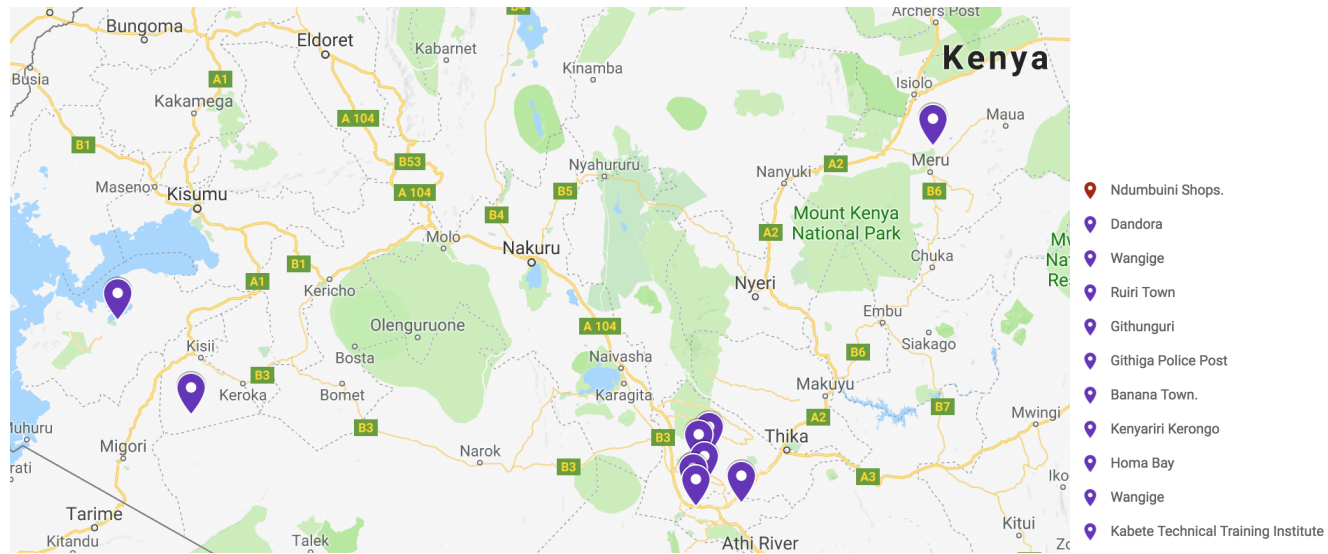 B4
Archers Post
Bungoma
Eldoret
Kabarnet
Kenya
Kinamba
Busia
A1
Isiolo
Kakamega
A 104
Maua
B1
B53
Nyahururu
A2
Meru
Maseno
Nanyuki
Kisumu
A 104
B5
B6
Ndumbuini Shops.
B4
Mount Kenya
National Park
Dandora
Molo
A2
Nakuru
Wangige
B1
Chuka
A1
Kericho
Nyeri
Ruiri Town
Embu
Olenguruone
A 104
Githunguri
Kisii
Siakago
Bosta
Naivasha
B6
Githiga Police Post
B3
Keroka
Bomet
Karagita
Makuyu
Banana Town.
B7
A2
Mwingi
B3
Kenyariri Kerongo
Migori
B3
Thika
Narok
Homa Bay
B3
A3
Wangige
Tarime
Kitui
Kitandu
Talek
Athi River
Kabete Technical Training Institute